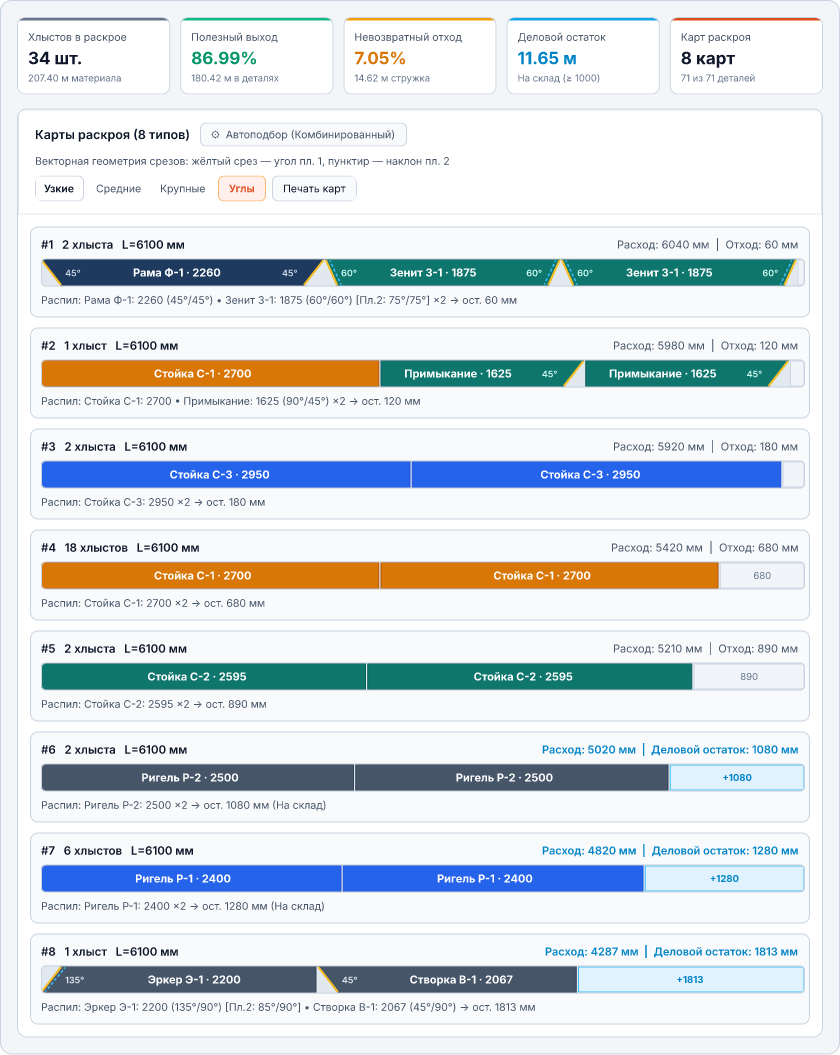 Хлыстов в раскрое
34 шт.
207.40 м материала
Полезный выход
86.99%
180.42 м в деталях
Невозвратный отход
7.05%
14.62 м стружка
Деловой остаток
11.65 м
На склад (≥ 1000)
Карт раскроя
8 карт
71 из 71 деталей
Карты раскроя (8 типов) ⚙ Автоподбор (Комбинированный)
Векторная геометрия срезов: жёлтый срез — угол пл. 1, пунктир — наклон пл. 2
Узкие Средние Крупные Углы Печать карт
#1 2 хлыста L=6100 мм Расход: 6040 мм | Отход: 60 мм
45° Рама Ф-1 · 2260 45° 60° Зенит З-1 · 1875 60° 60° Зенит З-1 · 1875 60°
Распил: Рама Ф-1: 2260 (45°/45°) • Зенит З-1: 1875 (60°/60°) [Пл.2: 75°/75°] ×2 → ост. 60 мм
#2 1 хлыст L=6100 мм Расход: 5980 мм | Отход: 120 мм
Стойка С-1 · 2700 Примыкание · 1625 45° Примыкание · 1625 45°
Распил: Стойка С-1: 2700 • Примыкание: 1625 (90°/45°) ×2 → ост. 120 мм
#3 2 хлыста L=6100 мм Расход: 5920 мм | Отход: 180 мм
Стойка С-3 · 2950 Стойка С-3 · 2950
Распил: Стойка С-3: 2950 ×2 → ост. 180 мм
#4 18 хлыстов L=6100 мм Расход: 5420 мм | Отход: 680 мм
Стойка С-1 · 2700 Стойка С-1 · 2700 680
Распил: Стойка С-1: 2700 ×2 → ост. 680 мм
#5 2 хлыста L=6100 мм Расход: 5210 мм | Отход: 890 мм
Стойка С-2 · 2595 Стойка С-2 · 2595 890
Распил: Стойка С-2: 2595 ×2 → ост. 890 мм
#6 2 хлыста L=6100 мм Расход: 5020 мм | Деловой остаток: 1080 мм
Ригель Р-2 · 2500 Ригель Р-2 · 2500 +1080
Распил: Ригель Р-2: 2500 ×2 → ост. 1080 мм (На склад)
#7 6 хлыстов L=6100 мм Расход: 4820 мм | Деловой остаток: 1280 мм
Ригель Р-1 · 2400 Ригель Р-1 · 2400 +1280
Распил: Ригель Р-1: 2400 ×2 → ост. 1280 мм (На склад)
#8 1 хлыст L=6100 мм Расход: 4287 мм | Деловой остаток: 1813 мм
135° Эркер Э-1 · 2200 45° Створка В-1 · 2067 +1813
Распил: Эркер Э-1: 2200 (135°/90°) [Пл.2: 85°/90°] • Створка В-1: 2067 (45°/90°) → ост. 1813 мм